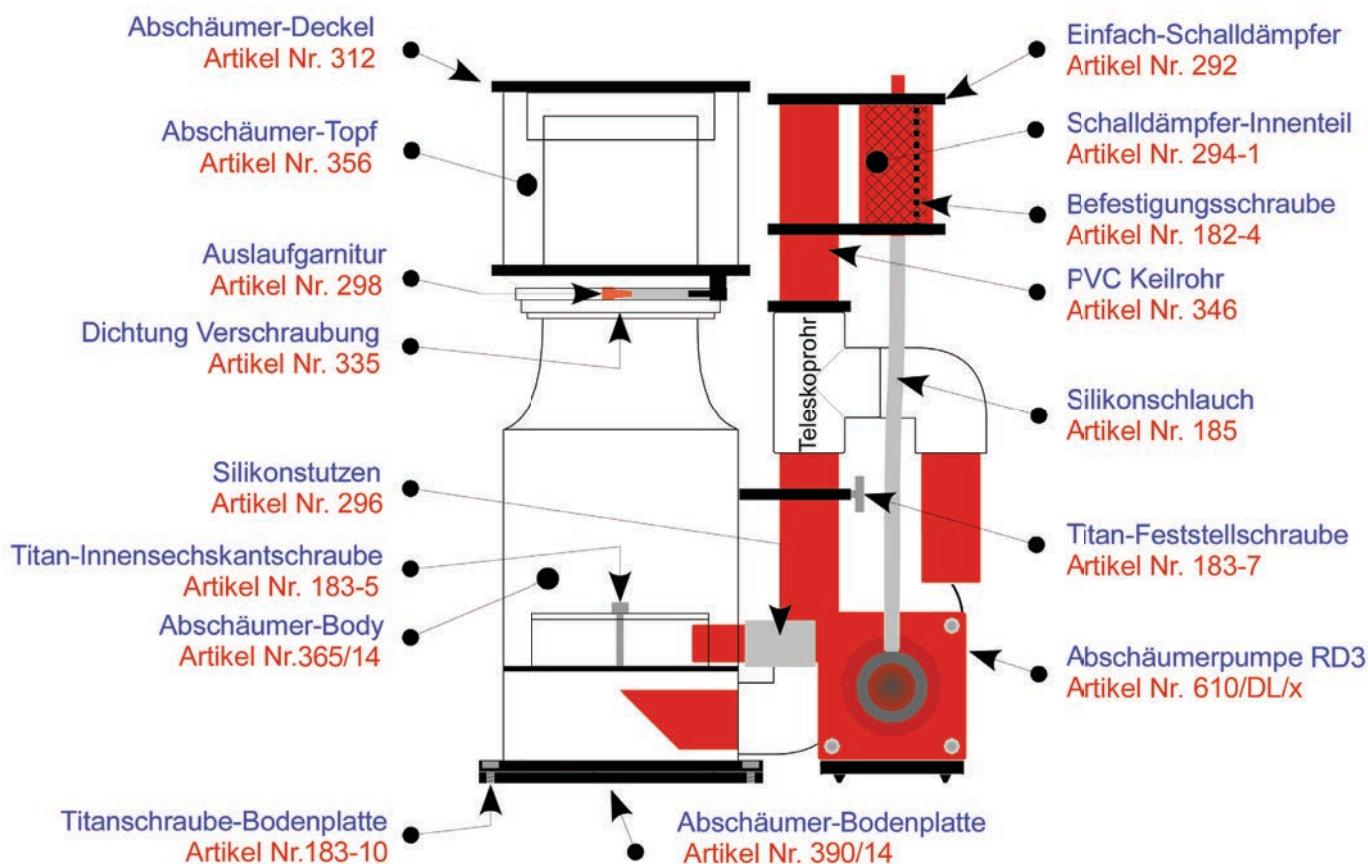 Abschäumer-Deckel
Artikel Nr. 312
Abschäumer-Topf
Artikel Nr. 356
Auslaufgarnitur
Artikel Nr. 298
Dichtung Verschraubung
Artikel Nr. 335
Silikonstutzen
Artikel Nr. 296
Titan-Innensechskantschraube
Artikel Nr. 183-5
Abschäumer-Body
Artikel Nr.365/14
Titanschraube-Bodenplatte
Artikel Nr.183-10
Abschäumer-Bodenplatte
Artikel Nr. 390/14
Teleskoprohr
Einfach-Schalldämpfer
Artikel Nr. 292
Schalldämpfer-Innenteil
Artikel Nr. 294-1
Befestigungsschraube
Artikel Nr. 182-4
PVC Keilrohr
Artikel Nr. 346
Silikonschlauch
Artikel Nr. 185
Titan-Feststellschraube
Artikel Nr. 183-7
Abschäumerpumpe RD3
Artikel Nr. 610/DL/x